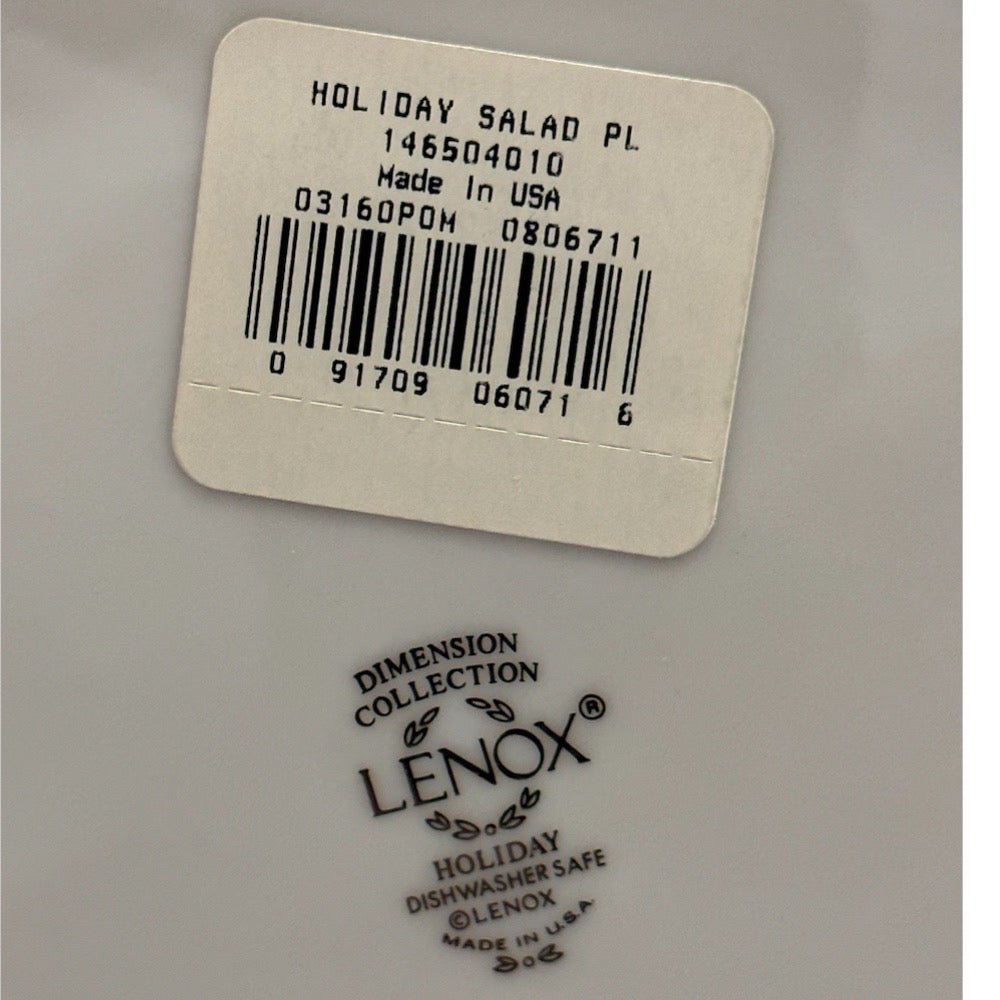 HOLIDAY SALAD PL
146504010
Made In USA
03160POM 0806711
0 91709 06071 6
DIMENSION
COLLECTION
LENOX®
HOLIDAY
DISHWASHER SAFE
©LENOX
MADE IN U.S.A.